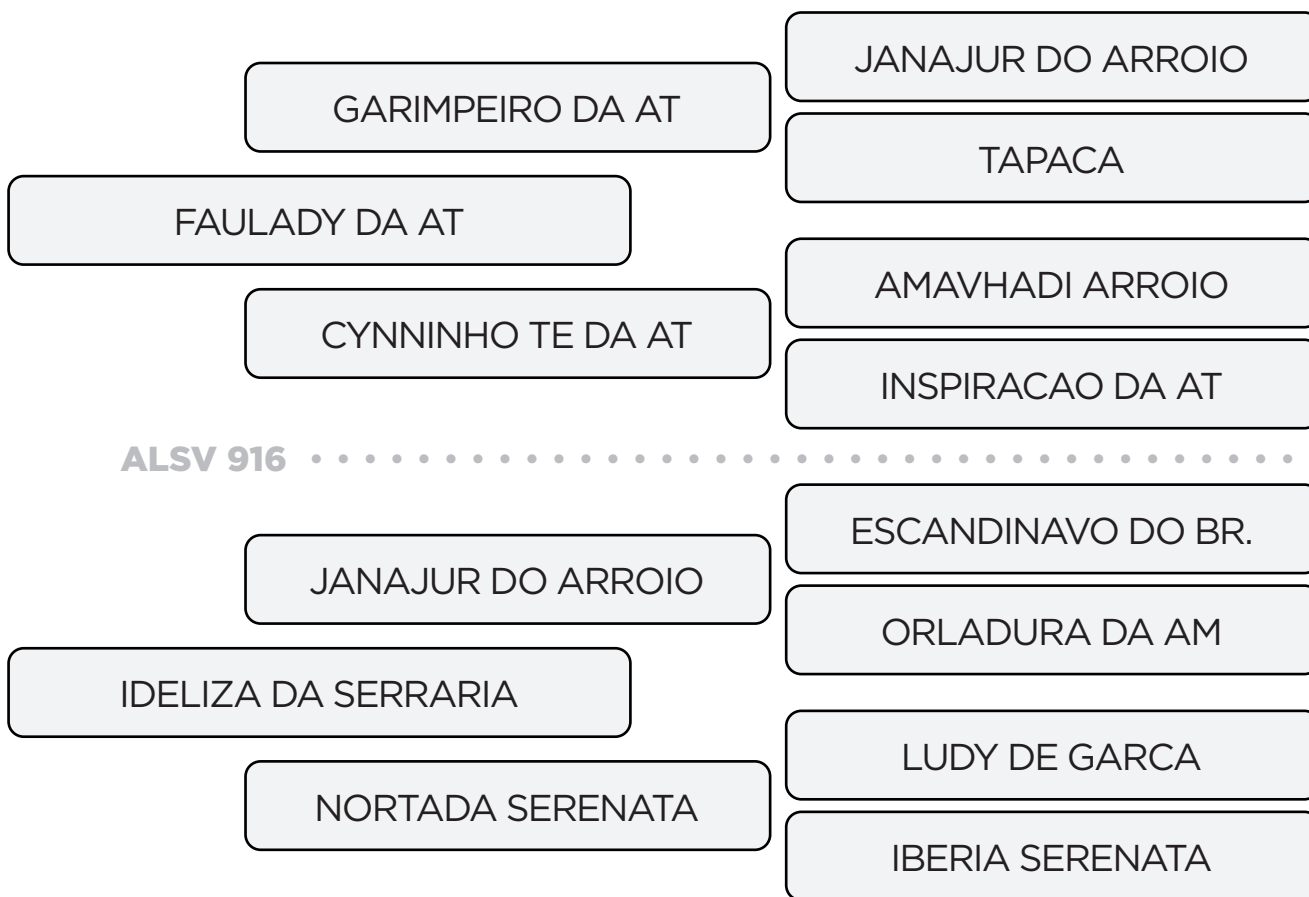 JANAJUR DO ARROIO
GARIMPEIRO DA AT
TAPACA
FAULADY DA AT
AMAVHADI ARROIO
CYNNINHO TE DA AT
INSPIRACAO DA AT
ALSV 916
ESCANDINAVO DO BR.
JANAJUR DO ARROIO
ORLADURA DA AM
IDELIZA DA SERRARIA
LUDY DE GARCA
NORTADA SERENATA
IBERIA SERENATA